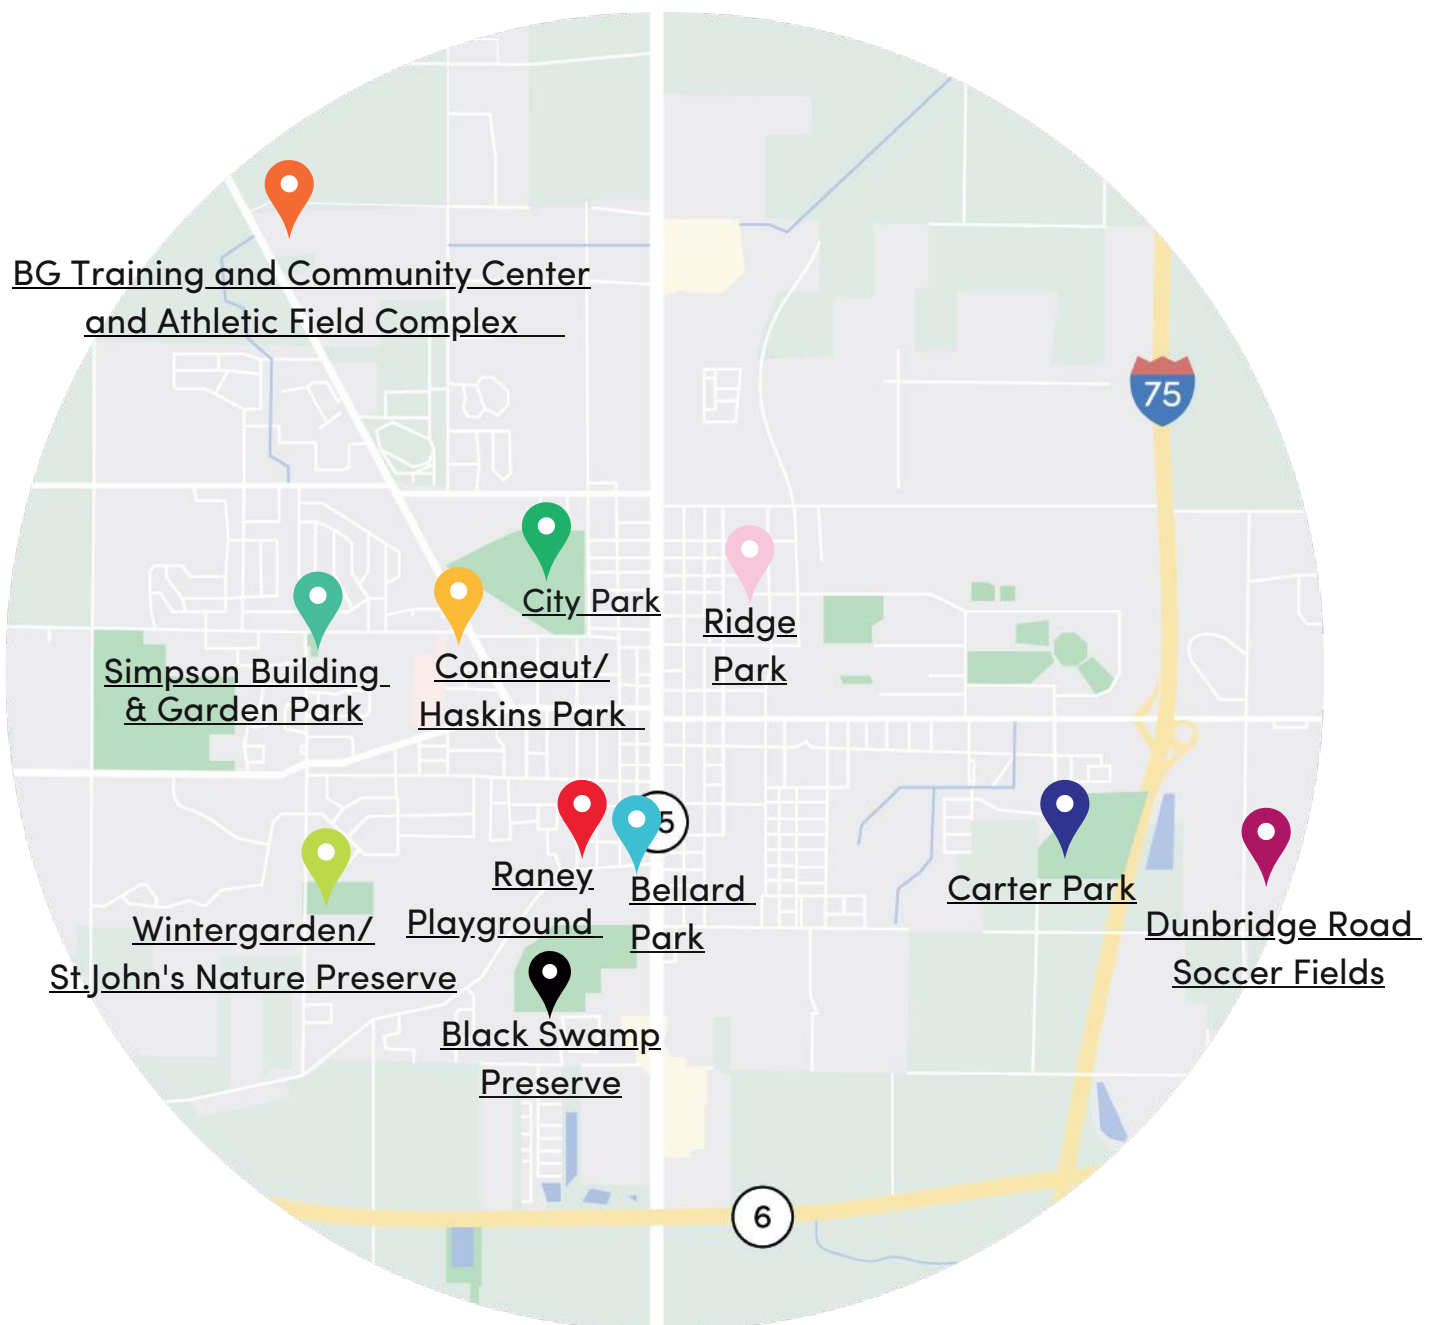 BG Training and Community Center
and Athletic Field Complex
75
City Park
Ridge
Park
Simpson Building
& Garden Park
Conneaut/
Haskins Park
5
Raney
Playground
Bellard
Park
Carter Park
Dunbridge Road
Soccer Fields
Wintergarden/
St.John's Nature Preserve
Black Swamp
Preserve
6